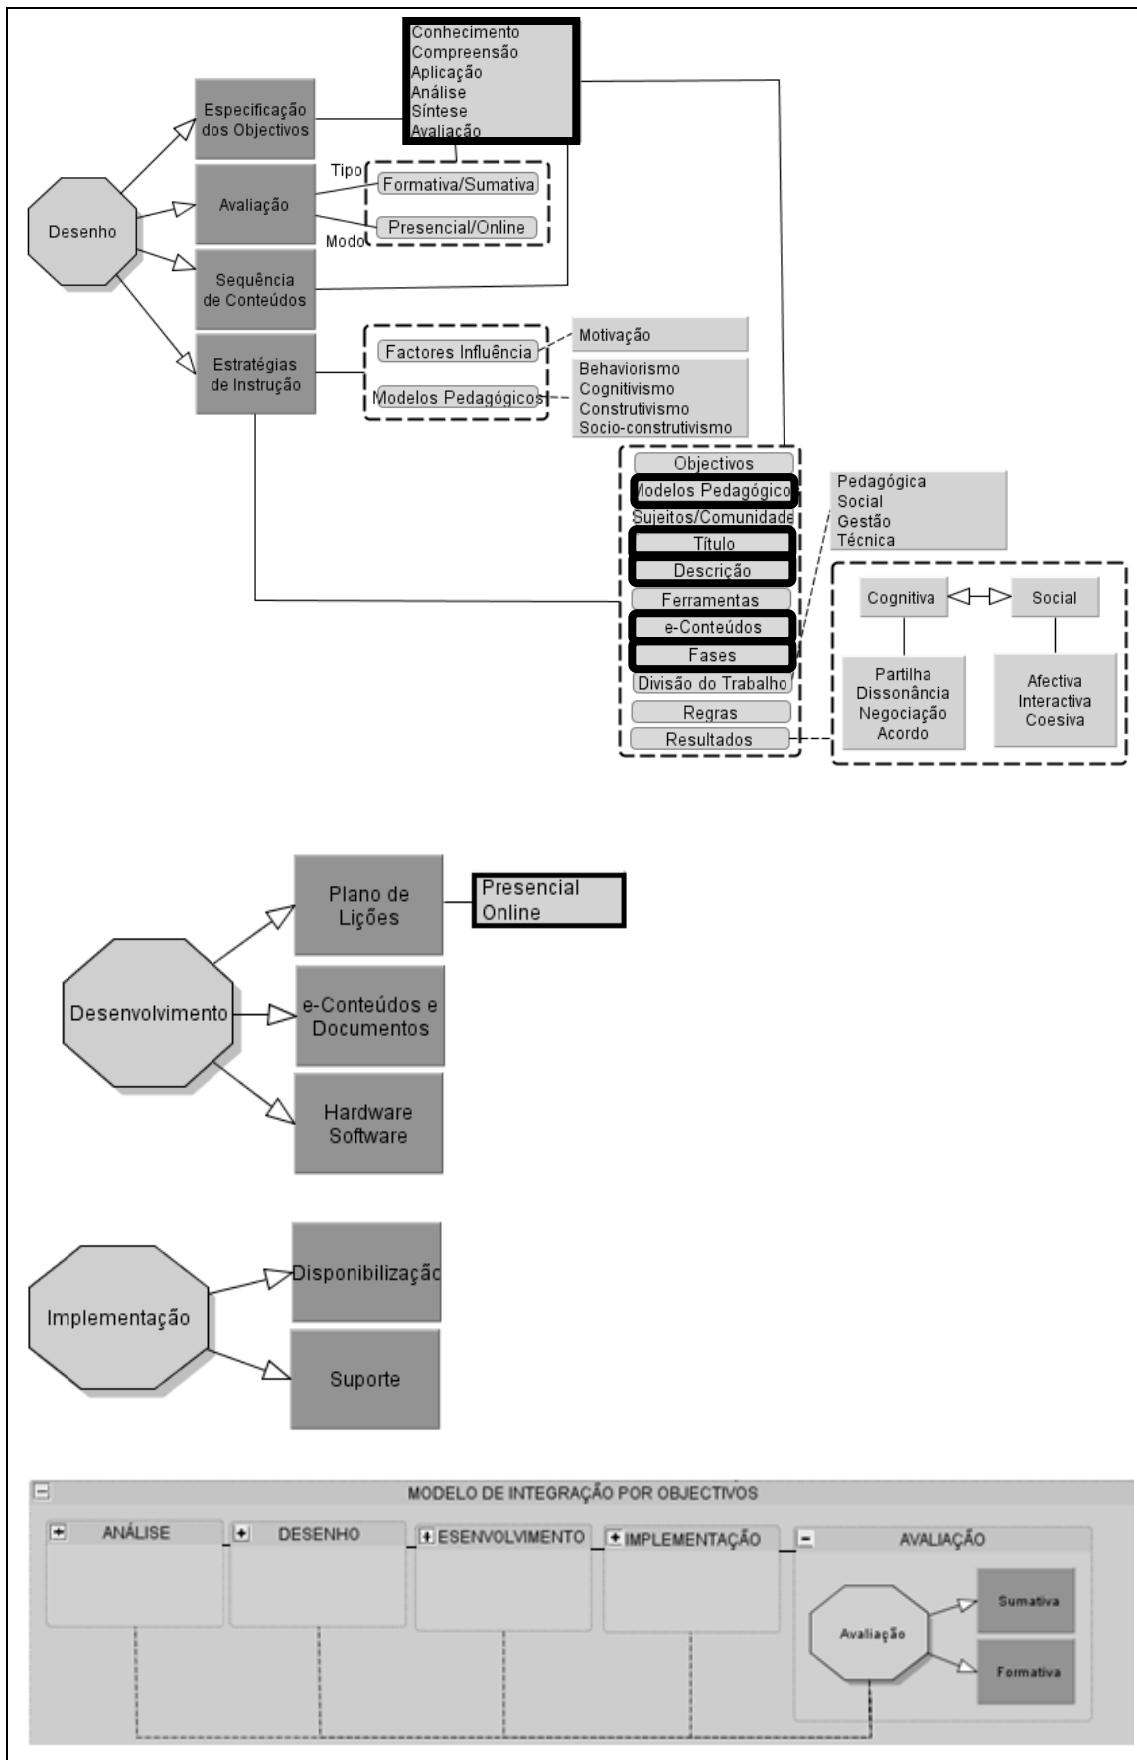 Conhecimento
Compreensão
Aplicação
Análise
Síntese
Avaliação
Especificação
dos Objectivos
Tipo
Formativa/Sumativa
Avaliação
Desenho
Presencial/Online
Modo
Sequência
de Conteúdos
Motivação
Factores Influência
Estratégias
de Instrução
Modelos Pedagógicos
Behaviorismo
Cognitivismo
Construtivismo
Socio-construtivismo
Objectivos
Modelos Pedagógico
Sujeitos/Comunidade
Título
Descrição
Ferramentas
e-Conteúdos
Fases
Divisão do Trabalho
Regras
Resultados
Pedagógica
Social
Gestão
Técnica
Cognitiva
Social
Partilha
Dissonância
Negociação
Acordo
Afectiva
Interactiva
Coesiva
Plano de
Lições
Presencial
Online
Desenvolvimento
e-Conteúdos e
Documentos
Hardware
Software
Disponibilização
Implementação
Suporte
MODELO DE INTEGRAÇÃO POR OBJECTIVOS
ANÁLISE
DESENHO
ESENVOLVIMENTO
IMPLEMENTAÇÃO
AVALIAÇÃO
Avaliação
Sumativa
Formativa